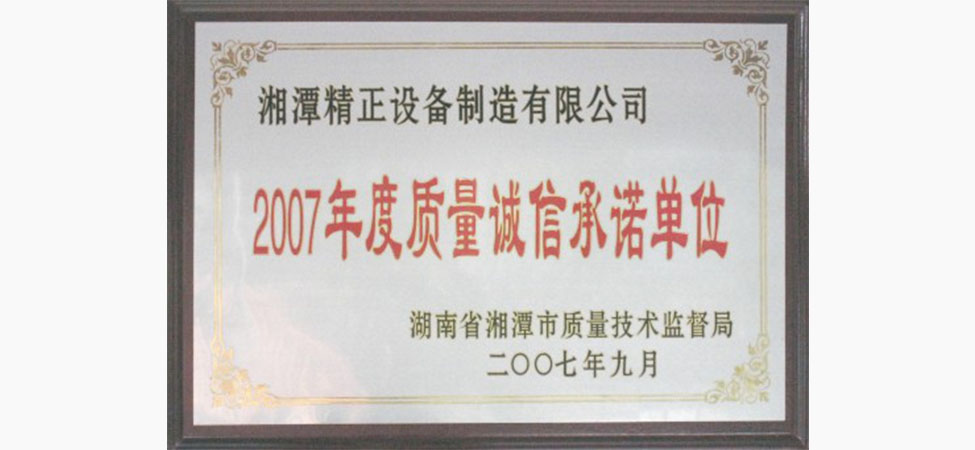 湘潭精正设备制造有限公司
2007年度质量诚信承诺单位
湖南省湘潭市质量技术监督局
二〇〇七年九月